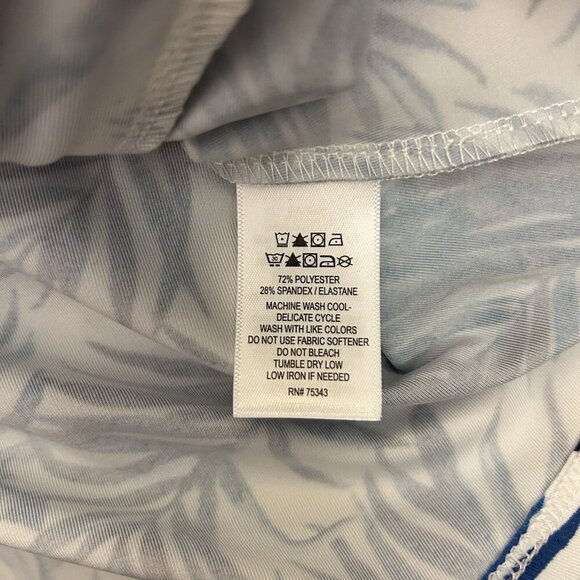 30
72% POLYESTER
28% SPANDEX / ELASTANE
MACHINE WASH COOL-
DELICATE CYCLE
WASH WITH LIKE COLORS
DO NOT USE FABRIC SOFTENER
DO NOT BLEACH
TUMBLE DRY LOW
LOW IRON IF NEEDED
RN# 75343